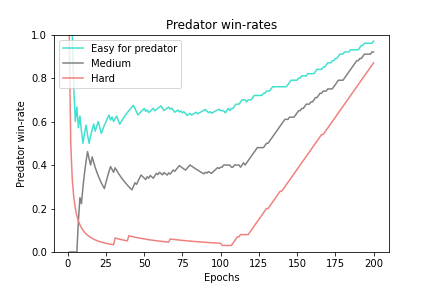 Predator win-rates
Easy for predator
Medium
Hard
Predator win-rate
1.0
0.8
0.6
0.4
0.2
0.0
0
25
50
75
100
125
150
175
200
Epochs